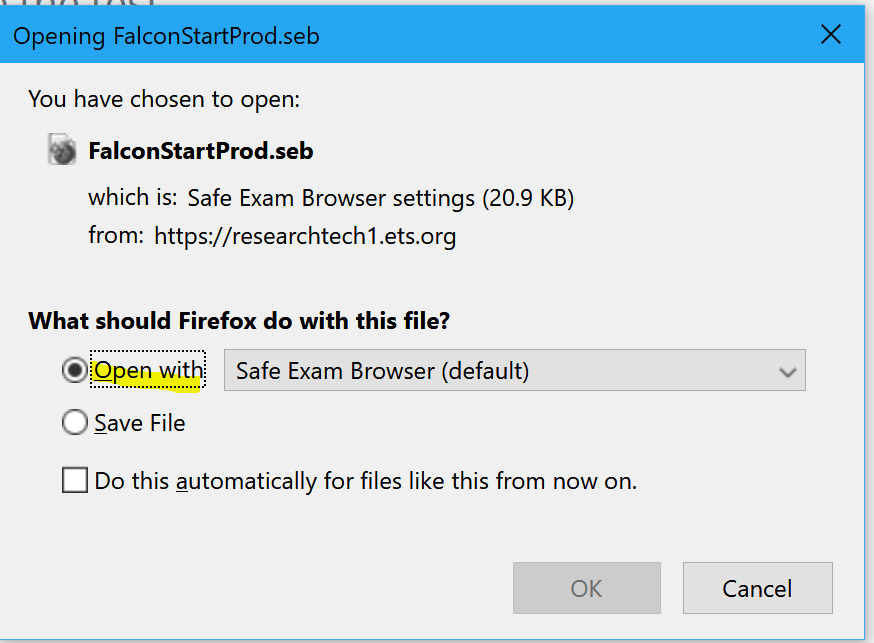 Opening FalconStartProd.seb
You have chosen to open:
FalconStartProd.seb
which is: Safe Exam Browser settings (20.9 KB)
from: https://researchtech1.ets.org
What should Firefox do with this file?
Open with Safe Exam Browser (default)
Save File
Do this automatically for files like this from now on.
OK Cancel